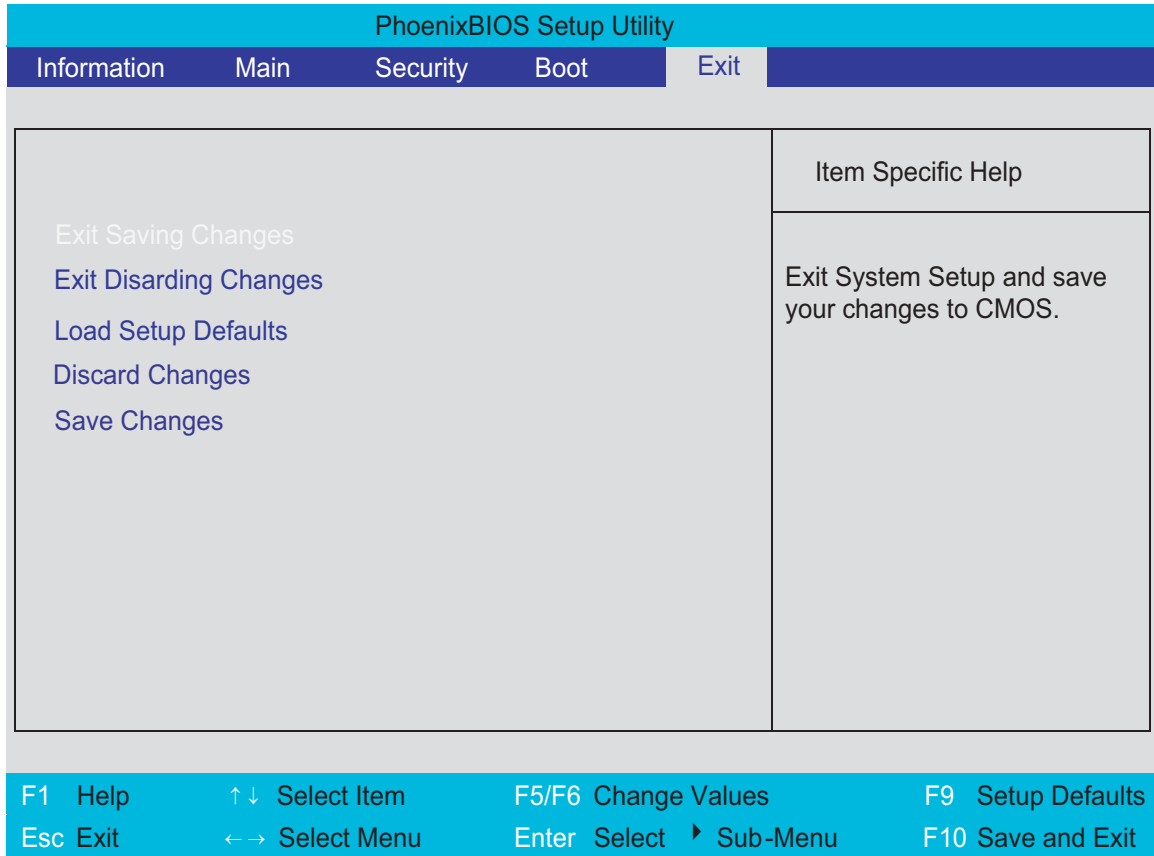 PhoenixBIOS Setup Utility
Information Main Security Boot Exit
Item Specific Help
Exit Saving Changes
Exit Disarding Changes
Load Setup Defaults
Discard Changes
Save Changes
Exit System Setup and save
your changes to CMOS.
F1 Help ↑↓ Select Item F5/F6 Change Values F9 Setup Defaults
Esc Exit ←→ Select Menu Enter Select ▸ Sub-Menu F10 Save and Exit